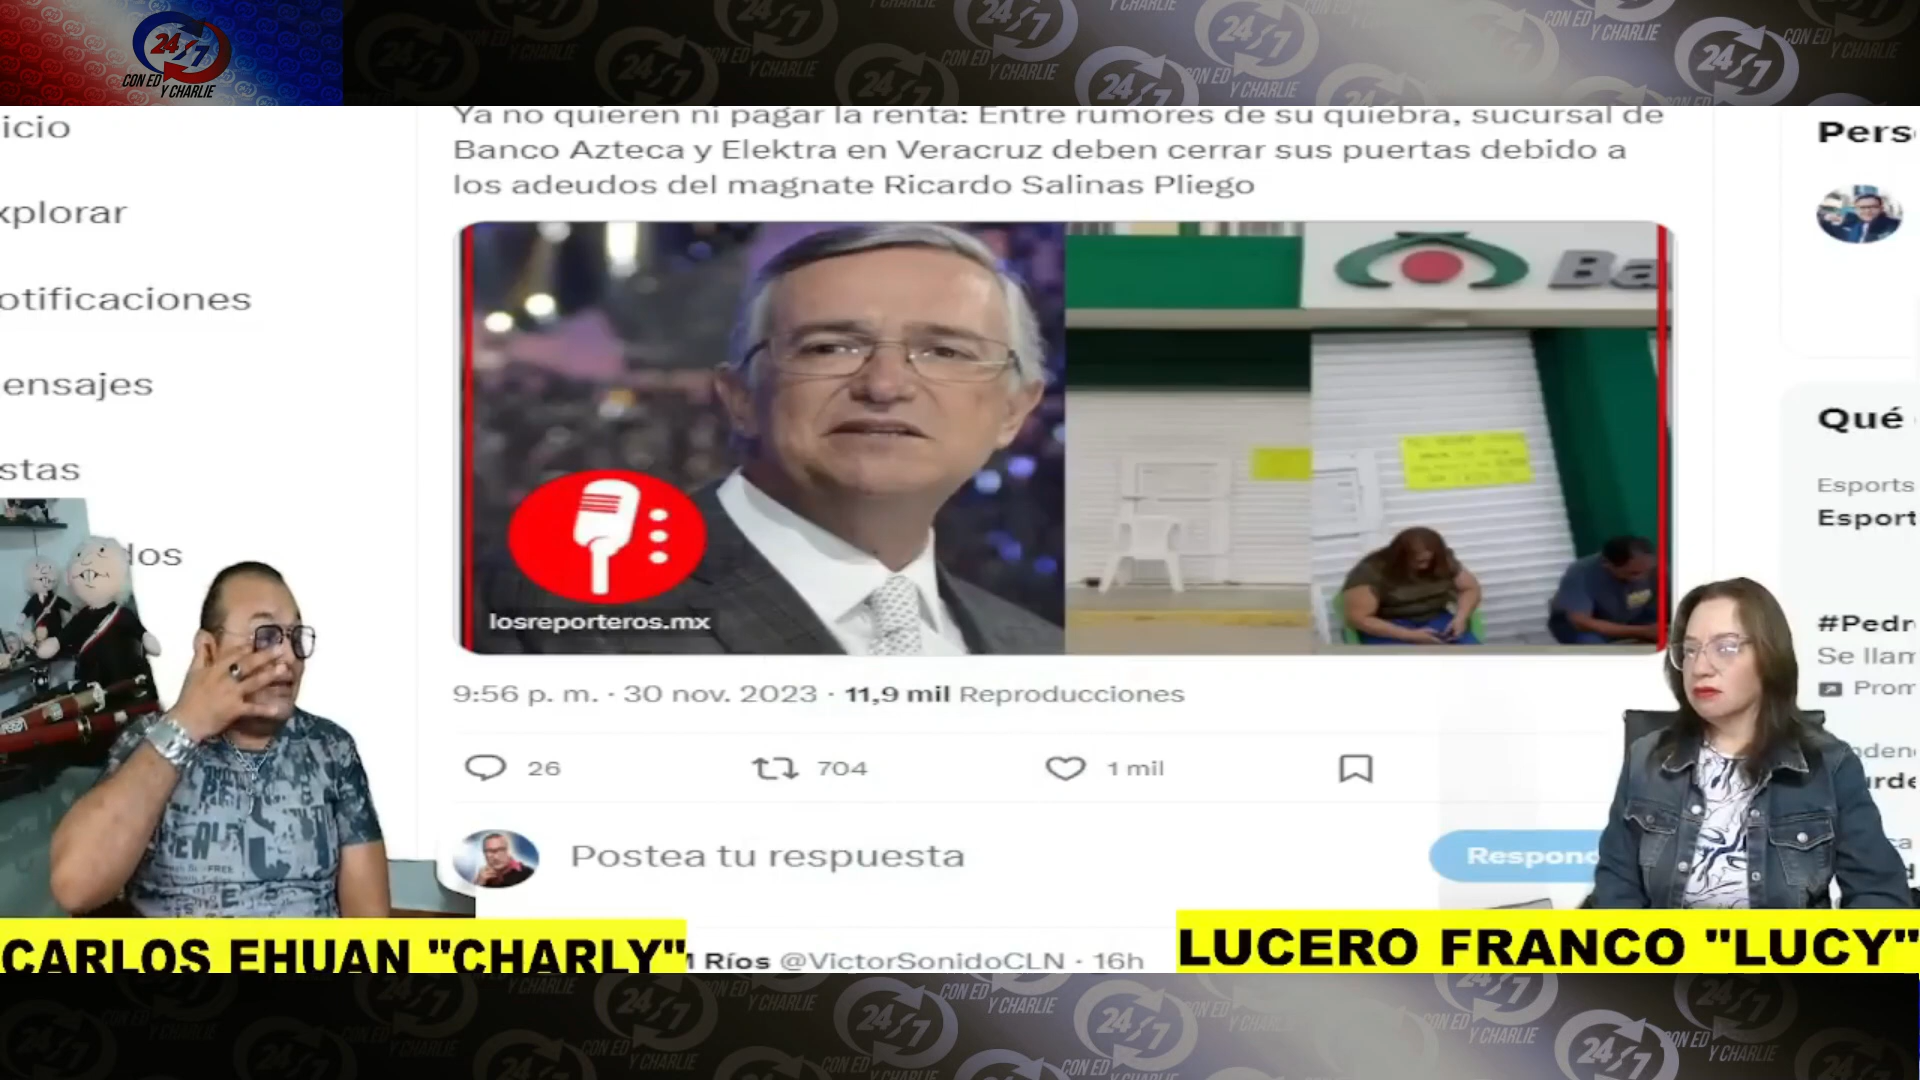 24/7
CON ED
Y CHARLIE
Ya no quieren ni pagar la renta: Entre rumores de su quiebra, sucursal de
Banco Azteca y Elektra en Veracruz deben cerrar sus puertas debido a
los adeudos del magnate Ricardo Salinas Pliego
icio
xplorar
otificaciones
ensajes
stas
dos
Ba
losreporteros.mx
9:56 p. m. · 30 nov. 2023 · 11,9 mil Reproducciones
26
704
1 mil
Postea tu respuesta
Respond
Ríos @VictorSonidoCLN · 16h
Pers
Qué
Esports
Esport
#Pedr
Se llam
Prom
CARLOS EHUAN "CHARLY"
LUCERO FRANCO "LUCY"